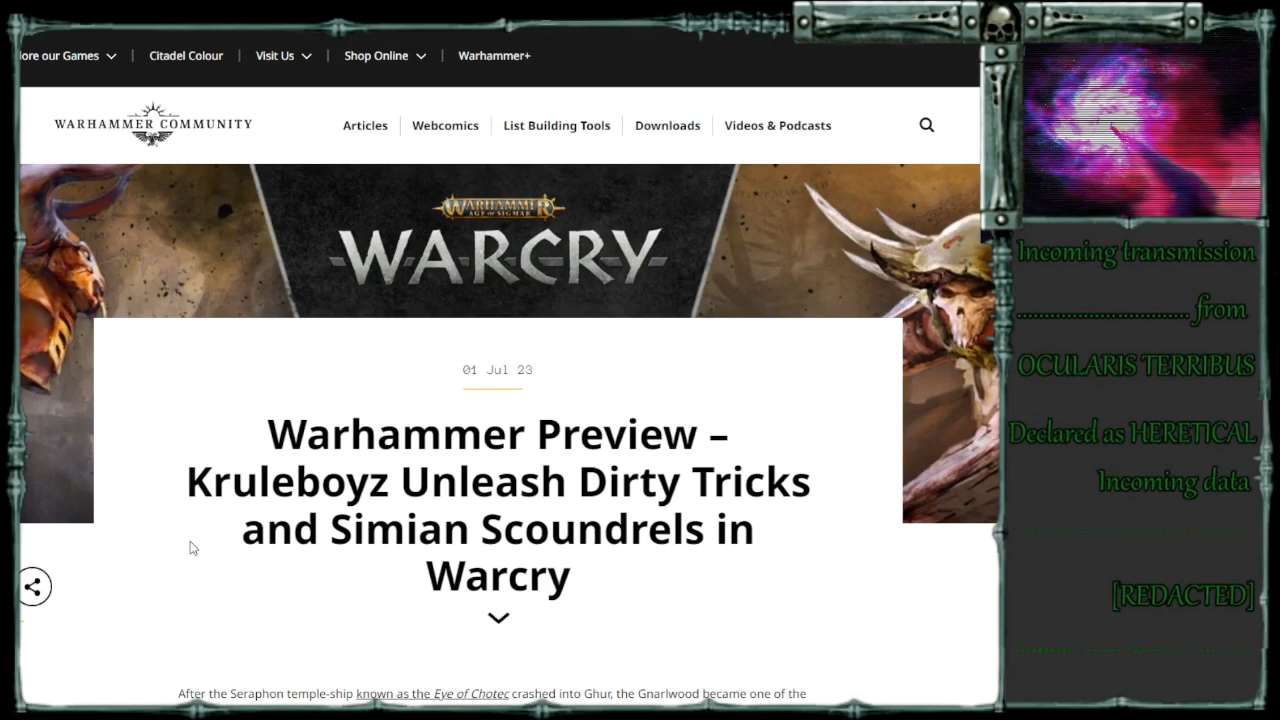 ore our Games
Citadel Colour
Visit Us
Shop Online
Warhammer+
WARHAMMER COMMUNITY
Articles
Webcomics
List Building Tools
Downloads
Videos & Podcasts
WARHAMMER
AGE OF SIGMAR
WARCRY
01 Jul 23
Warhammer Preview –
Kruleboyz Unleash Dirty Tricks
and Simian Scoundrels in
Warcry
After the Seraphon temple-ship known as the Eye of Chotec crashed into Ghur, the Gnarlwood became one of the
Incoming transmission
............................... from
OCULARIS TERRIBUS
Declared as HERETICAL
Incoming data
[REDACTED]